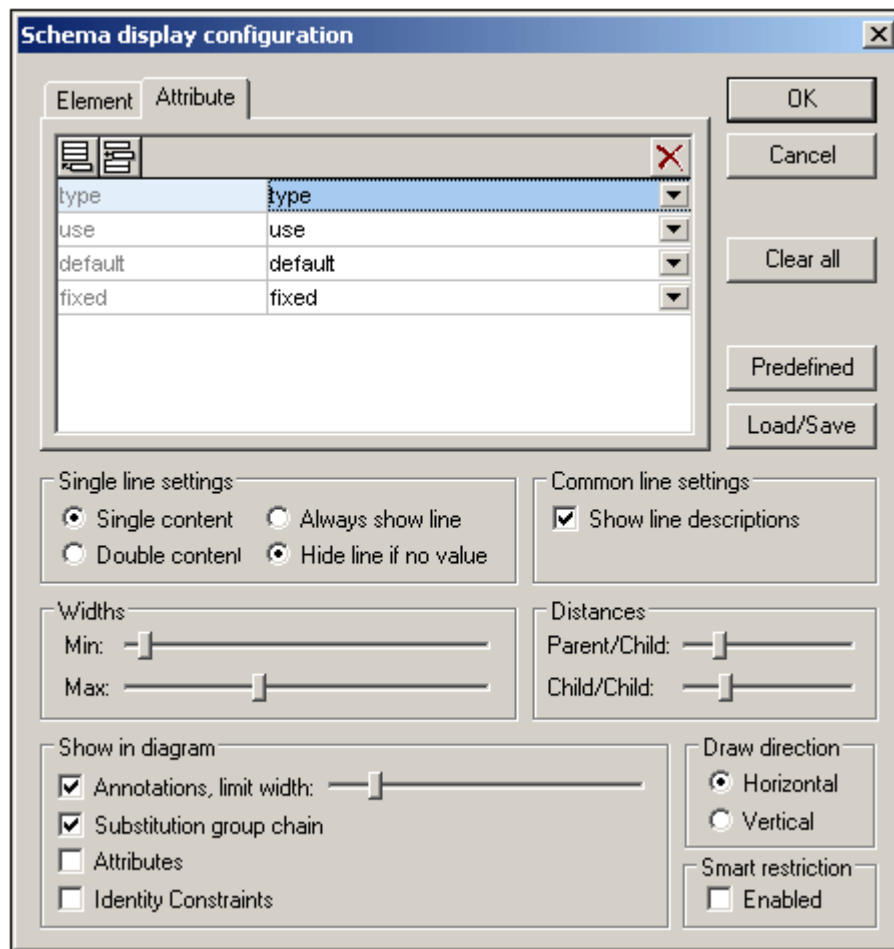 Schema display configuration
Element Attribute
OK
Cancel
type type
use use
default default
fixed fixed
Clear all
Predefined
Load/Save
Single line settings
Single content Always show line
Double content Hide line if no value
Common line settings
Show line descriptions
Widths
Min:
Max:
Distances
Parent/Child:
Child/Child:
Show in diagram
Annotations, limit width:
Substitution group chain
Attributes
Identity Constraints
Draw direction
Horizontal
Vertical
Smart restriction
Enabled